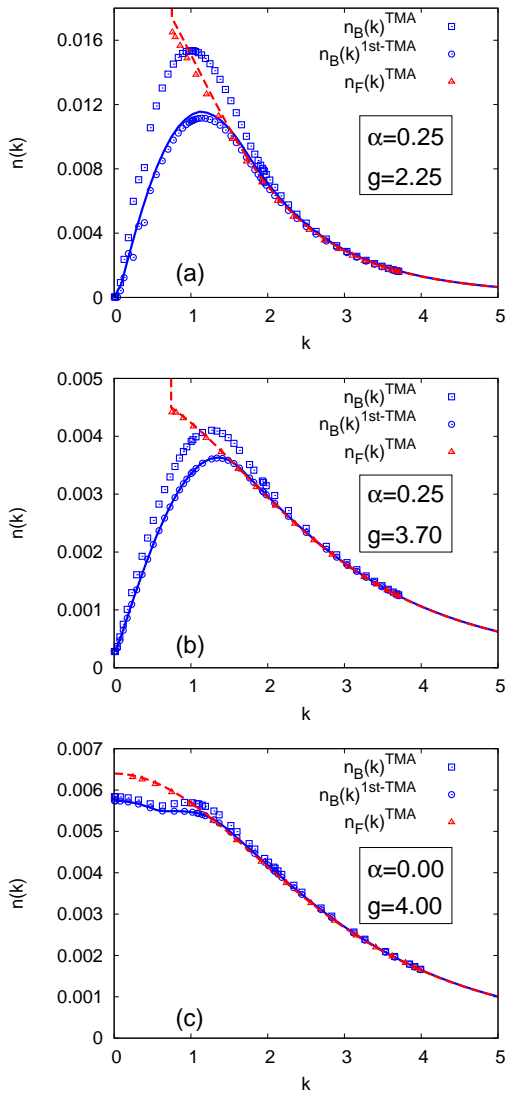 n_B(k)^TMA
n_B(k)^1st-TMA
n_F(k)^TMA
α=0.25
g=2.25
(a)
n(k)
0.016
0.012
0.008
0.004
0
0 1 2 3 4 5
k
n_B(k)^TMA
n_B(k)^1st-TMA
n_F(k)^TMA
α=0.25
g=3.70
(b)
n(k)
0.005
0.004
0.003
0.002
0.001
0
0 1 2 3 4 5
k
n_B(k)^TMA
n_B(k)^1st-TMA
n_F(k)^TMA
α=0.00
g=4.00
(c)
n(k)
0.007
0.006
0.005
0.004
0.003
0.002
0.001
0
0 1 2 3 4 5
k